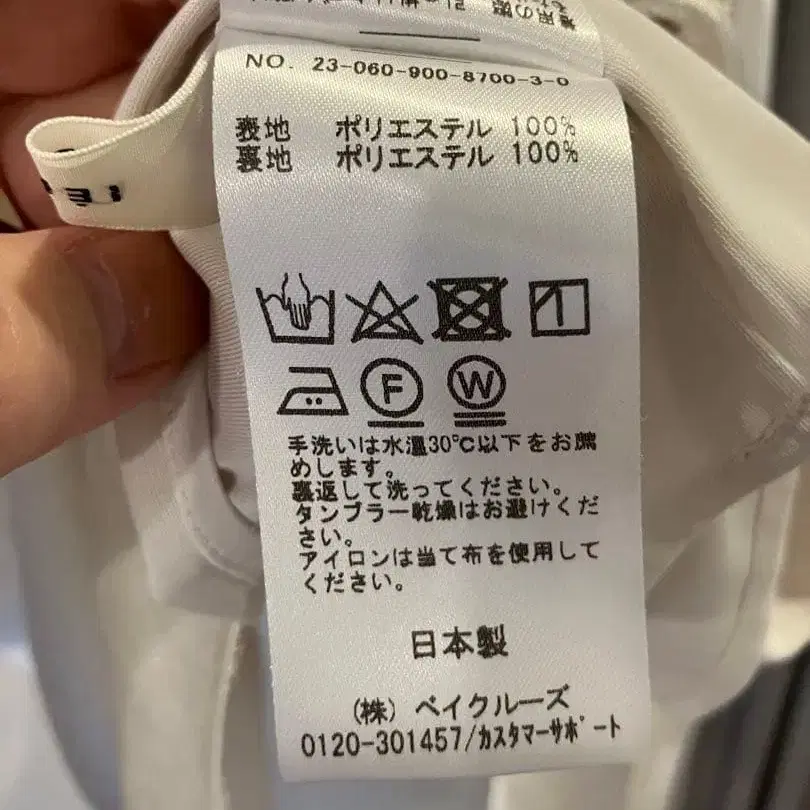 NO. 23-060-900-8700-3-0
表地 ポリエステル 100%
裏地 ポリエステル 100%
F
W
手洗いは水温30℃以下をお薦
めします。
裏返して洗ってください。
タンブラー乾燥はお避けくだ
さい。
アイロンは当て布を使用して
ください。
日本製
(株) ベイクルーズ
0120-301457/カスタマーサポート